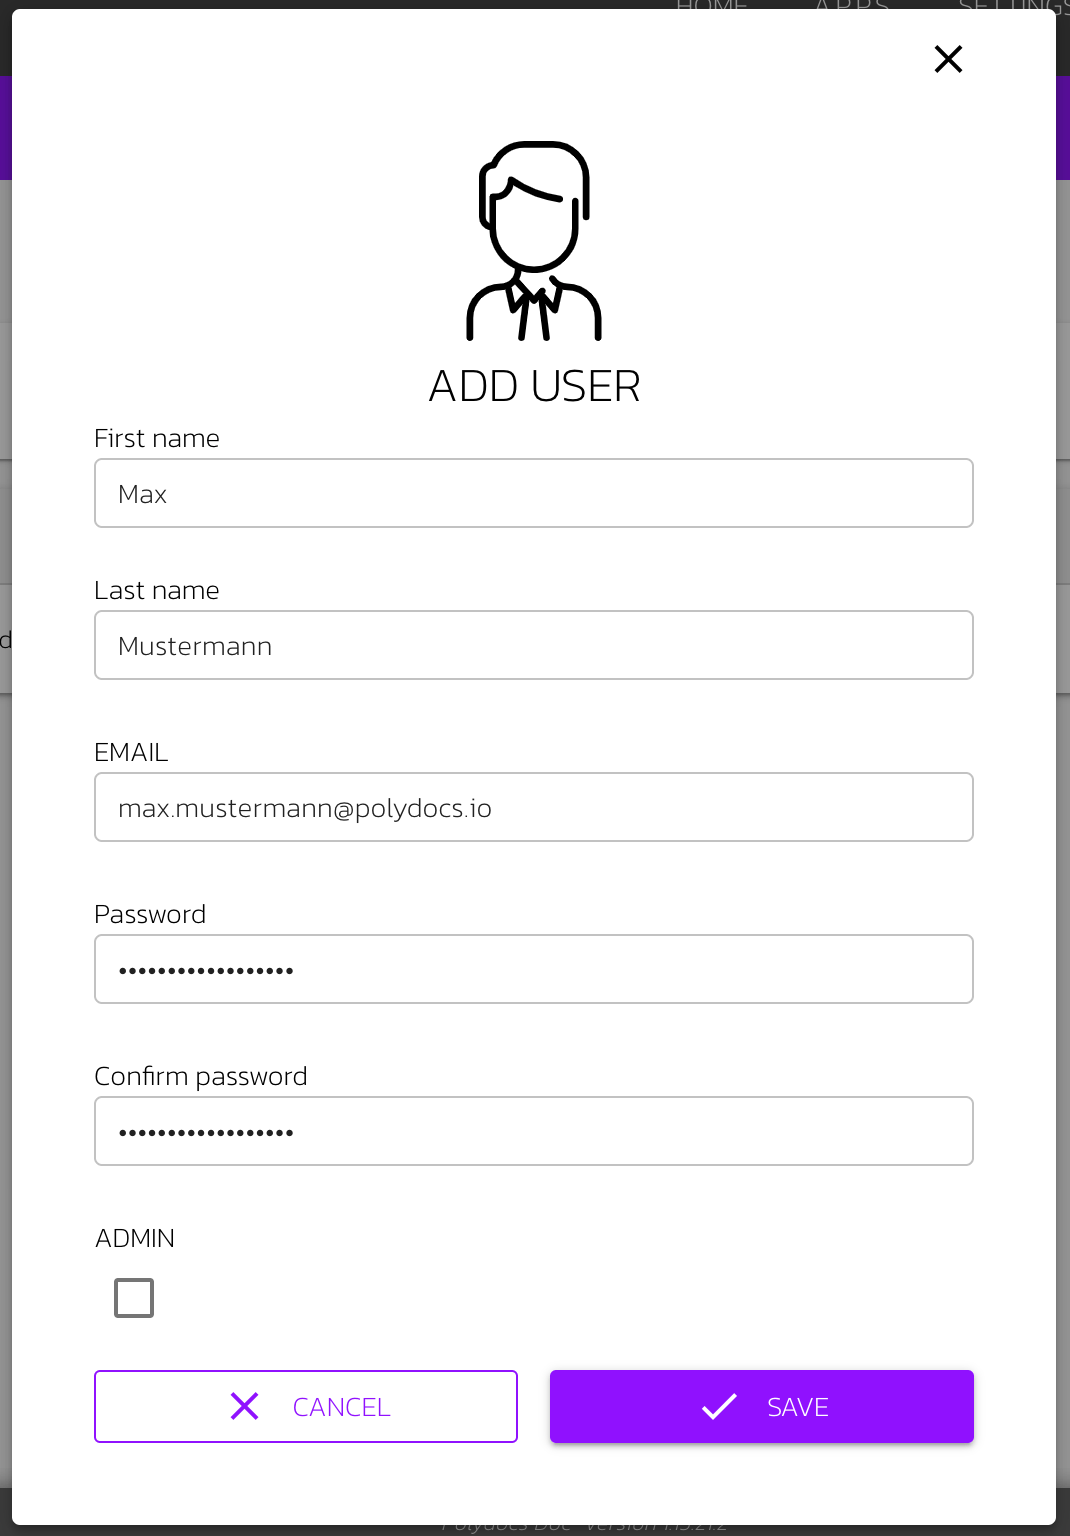 HOME APPS SETTINGS
ADD USER
First name
Max
Last name
Mustermann
EMAIL
max.mustermann@polydocs.io
Password
••••••••••••••••••
Confirm password
••••••••••••••••••
ADMIN
CANCEL SAVE